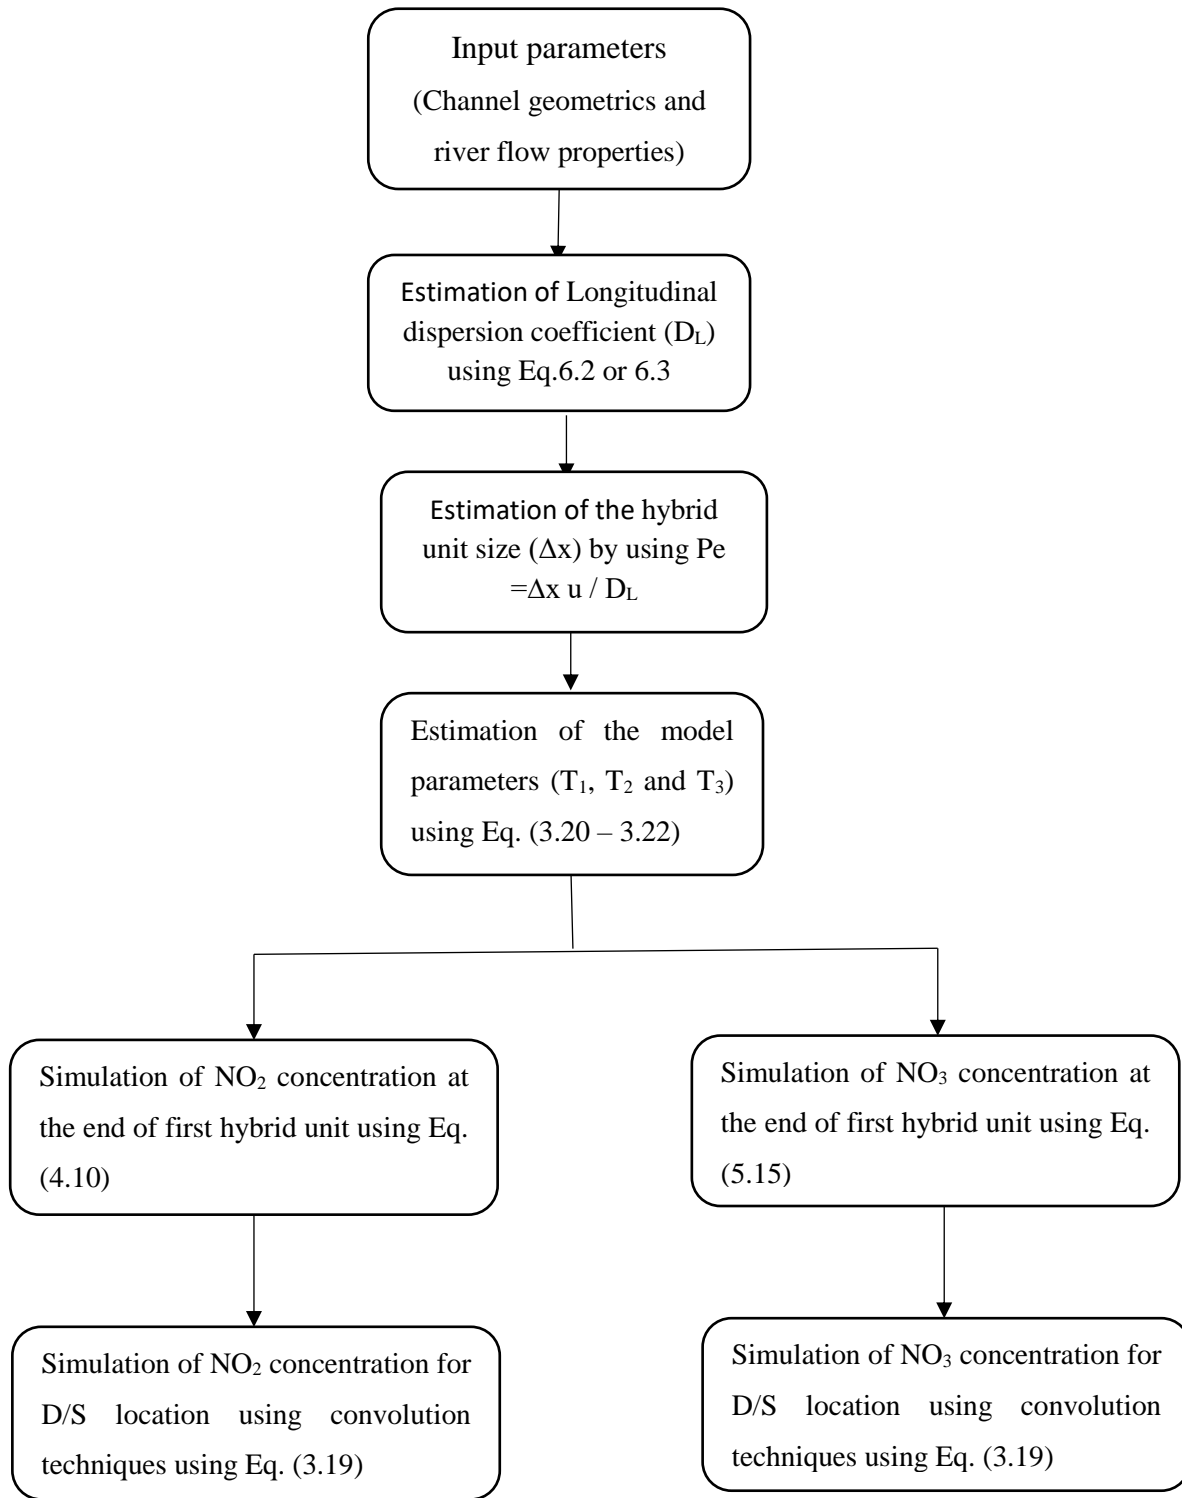 Input parameters
(Channel geometrics and
river flow properties)
Estimation of Longitudinal
dispersion coefficient (D_L)
using Eq.6.2 or 6.3
Estimation of the hybrid
unit size (Δx) by using Pe
=Δx u / D_L
Estimation of the model
parameters (T₁, T₂ and T₃)
using Eq. (3.20 – 3.22)
Simulation of NO₂ concentration at
the end of first hybrid unit using Eq.
(4.10)
Simulation of NO₃ concentration at
the end of first hybrid unit using Eq.
(5.15)
Simulation of NO₂ concentration for
D/S location using convolution
techniques using Eq. (3.19)
Simulation of NO₃ concentration for
D/S location using convolution
techniques using Eq. (3.19)